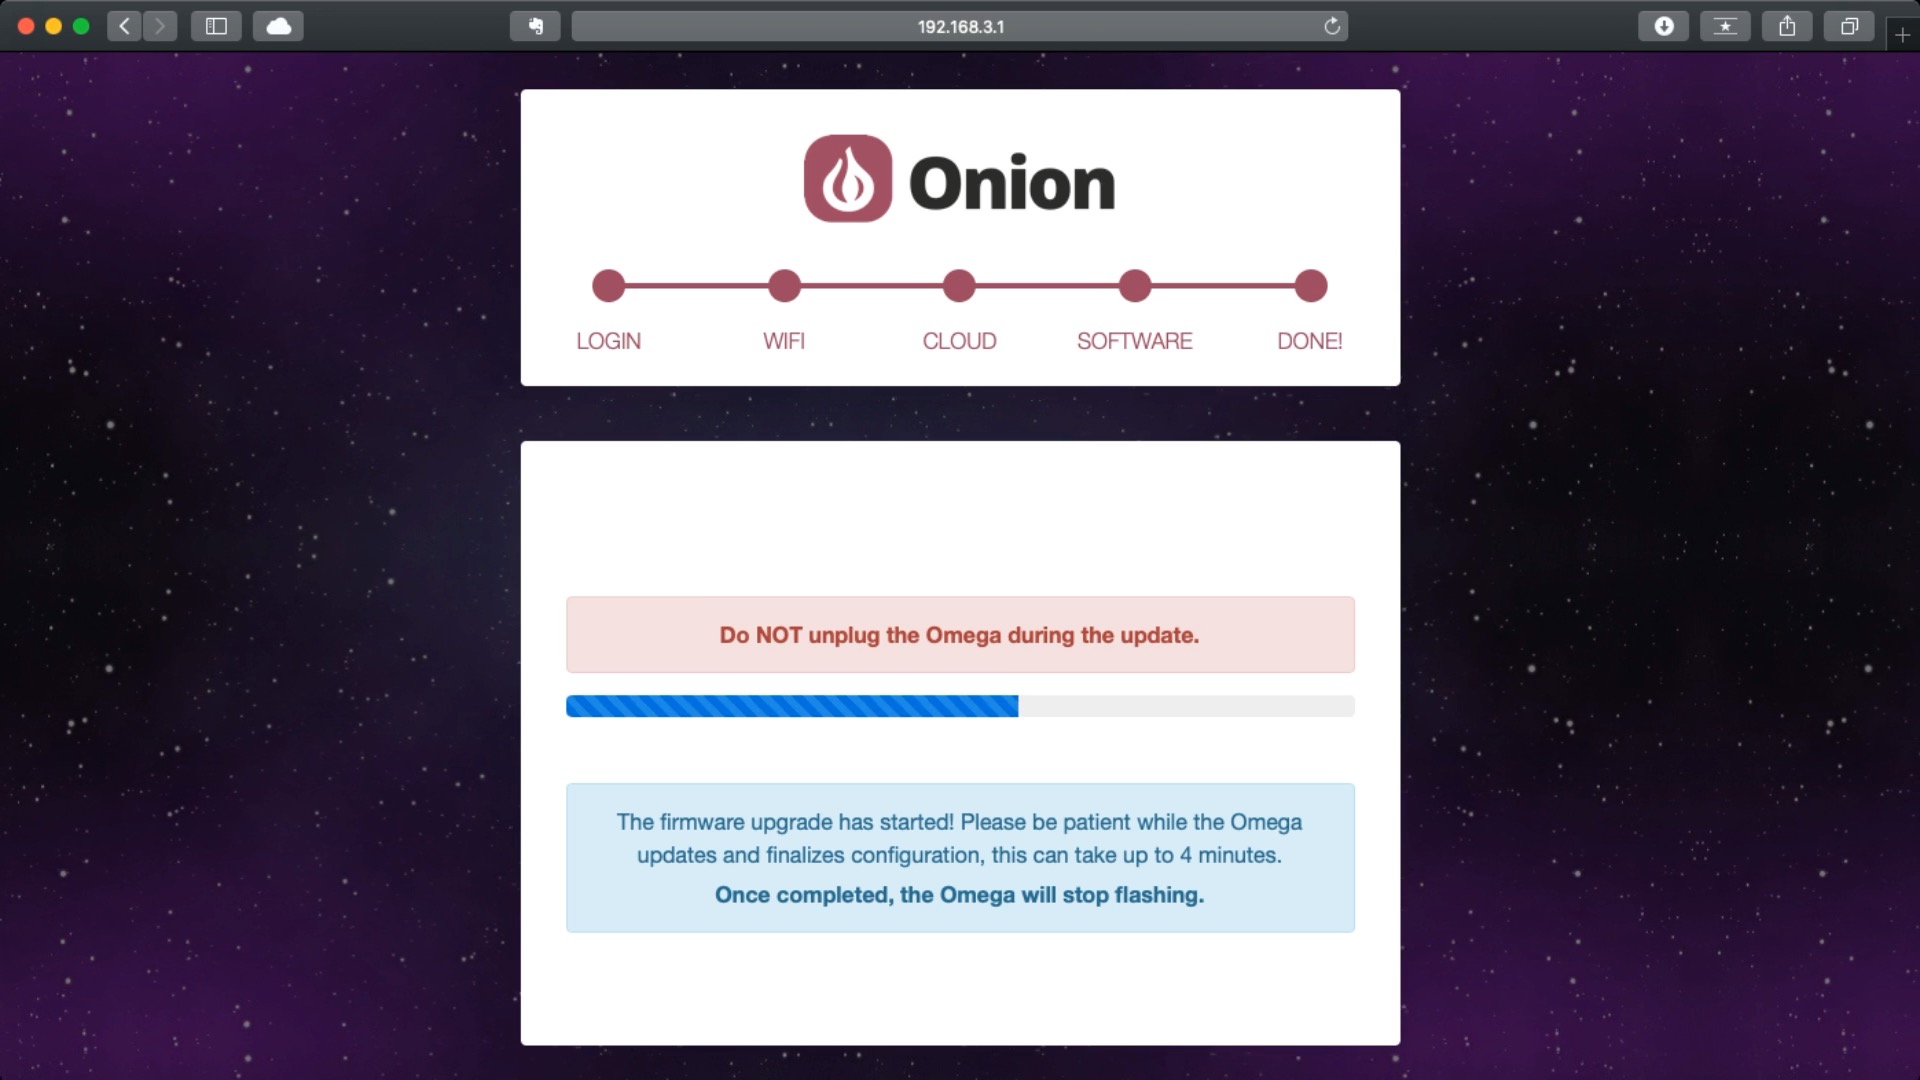 192.168.3.1
Onion
LOGIN
WIFI
CLOUD
SOFTWARE
DONE!
Do NOT unplug the Omega during the update.
The firmware upgrade has started! Please be patient while the Omega
updates and finalizes configuration, this can take up to 4 minutes.
Once completed, the Omega will stop flashing.